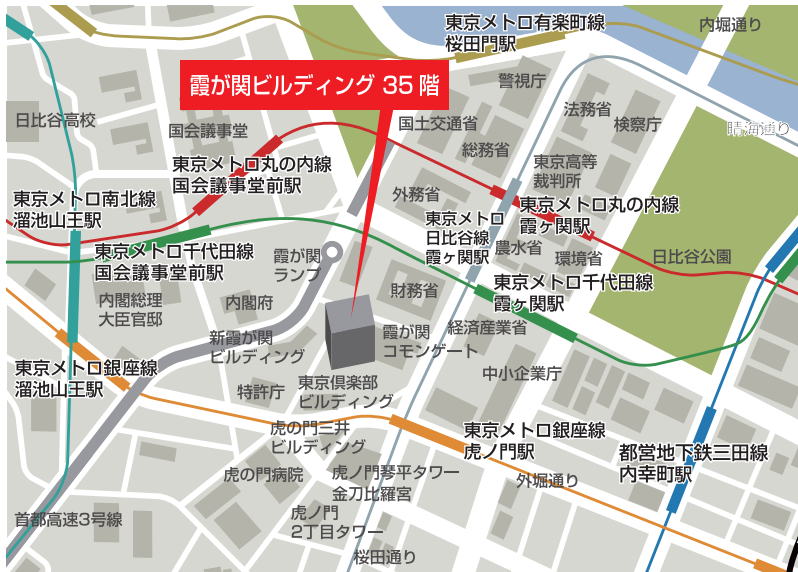 東京メトロ有楽町線
桜田門駅
内堀通り
霞が関ビルディング 35 階
警視庁
日比谷高校
国会議事堂
国土交通省
法務省
検察庁
晴海通り
総務省
東京メトロ丸の内線
国会議事堂前駅
東京高等
裁判所
外務省
東京メトロ南北線
溜池山王駅
東京メトロ
日比谷線
霞ヶ関駅
東京メトロ丸の内線
霞ヶ関駅
東京メトロ千代田線
国会議事堂前駅
霞が関
ランプ
農水省
環境省
日比谷公園
財務省
東京メトロ千代田線
霞ヶ関駅
内閣総理
大臣官邸
内閣府
新霞が関
ビルディング
霞が関
コモンゲート
経済産業省
東京メトロ銀座線
溜池山王駅
特許庁
東京倶楽部
ビルディング
中小企業庁
虎の門三井
ビルディング
東京メトロ銀座線
虎ノ門駅
都営地下鉄三田線
内幸町駅
虎の門病院
虎ノ門琴平タワー
金刀比羅宮
外堀通り
首都高速3号線
虎ノ門
2丁目タワー
桜田通り